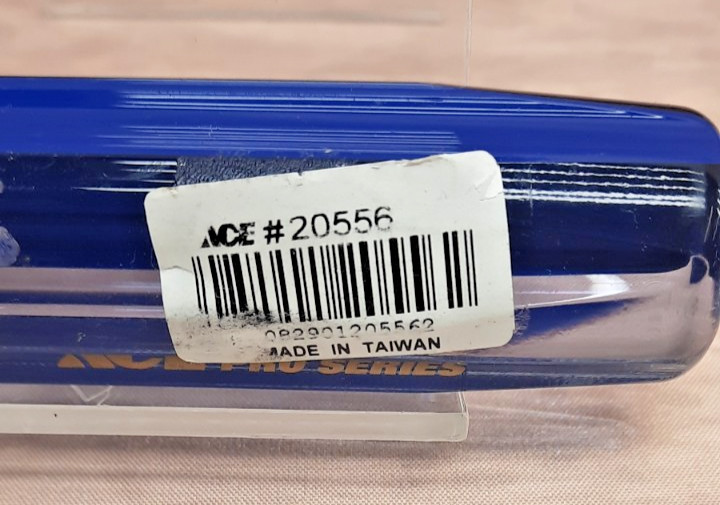 ACE #20556
082901205562
MADE IN TAIWAN
ACE PRO SERIES